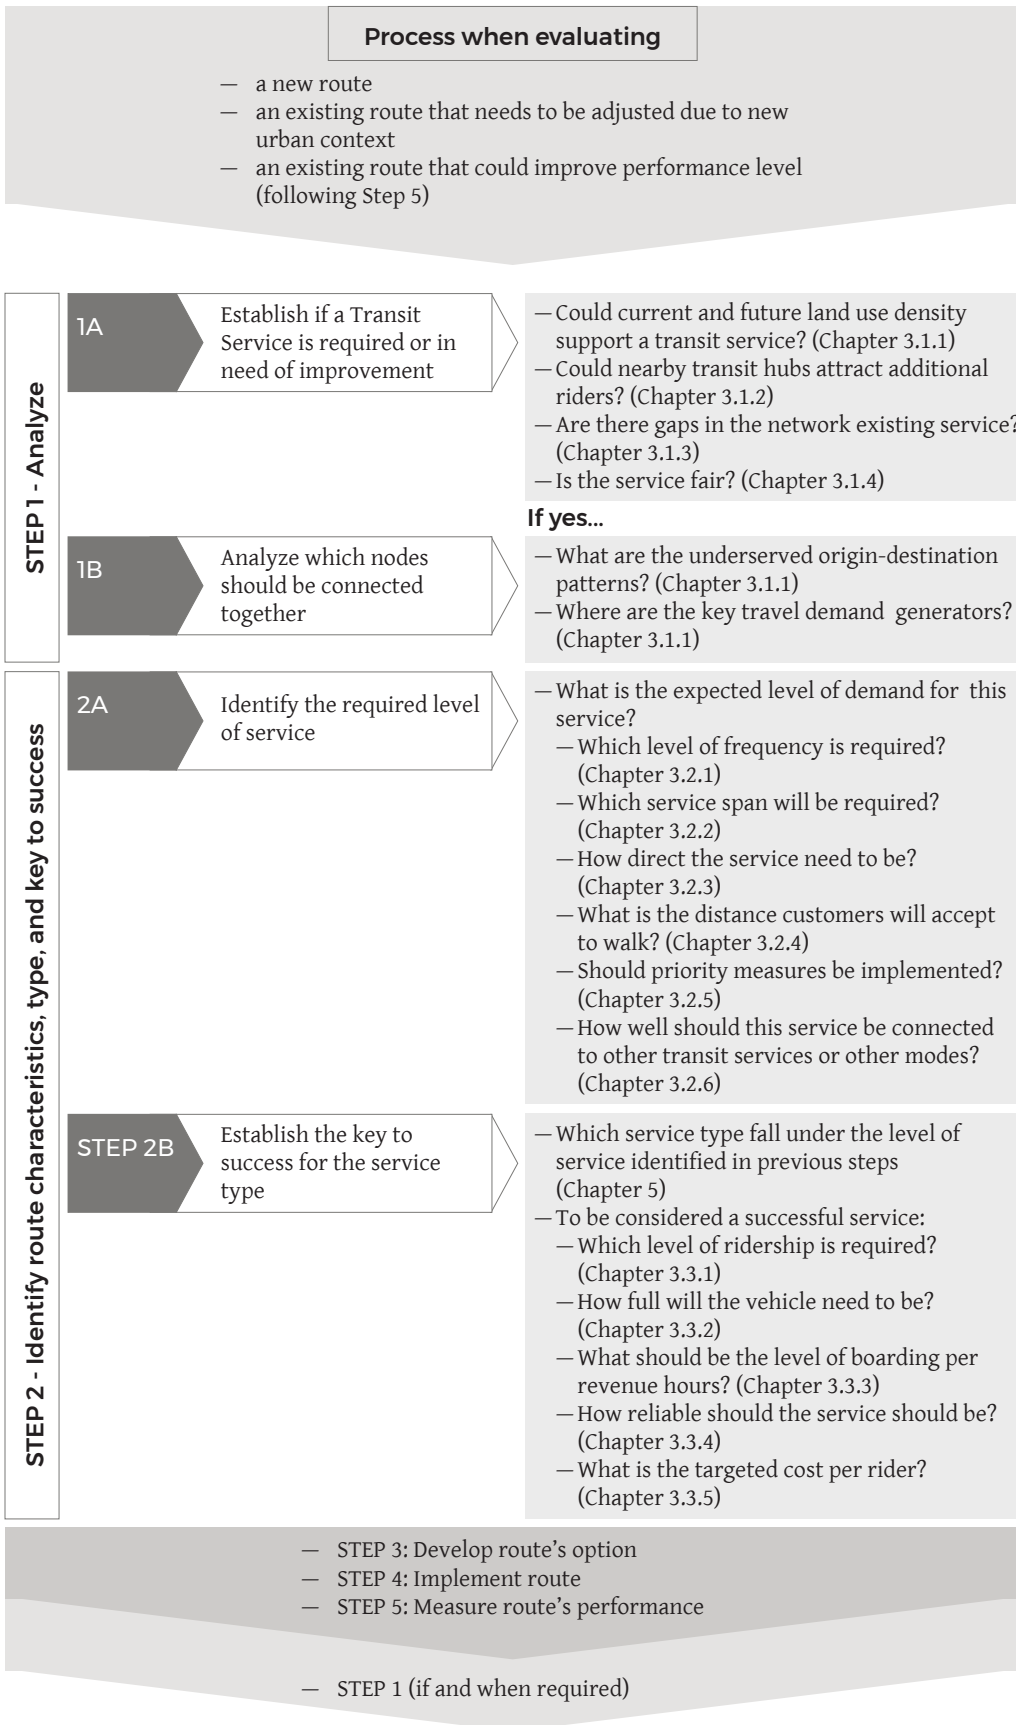 Process when evaluating
— a new route
— an existing route that needs to be adjusted due to new
urban context
— an existing route that could improve performance level
(following Step 5)
STEP 1 - Analyze
1A
Establish if a Transit
Service is required or in
need of improvement
— Could current and future land use density
support a transit service? (Chapter 3.1.1)
— Could nearby transit hubs attract additional
riders? (Chapter 3.1.2)
— Are there gaps in the network existing service?
(Chapter 3.1.3)
— Is the service fair? (Chapter 3.1.4)
If yes...
1B
Analyze which nodes
should be connected
together
— What are the underserved origin-destination
patterns? (Chapter 3.1.1)
— Where are the key travel demand generators?
(Chapter 3.1.1)
STEP 2 - Identify route characteristics, type, and key to success
2A
Identify the required level
of service
— What is the expected level of demand for this
service?
— Which level of frequency is required?
(Chapter 3.2.1)
— Which service span will be required?
(Chapter 3.2.2)
— How direct the service need to be?
(Chapter 3.2.3)
— What is the distance customers will accept
to walk? (Chapter 3.2.4)
— Should priority measures be implemented?
(Chapter 3.2.5)
— How well should this service be connected
to other transit services or other modes?
(Chapter 3.2.6)
STEP 2B
Establish the key to
success for the service
type
— Which service type fall under the level of
service identified in previous steps
(Chapter 5)
— To be considered a successful service:
— Which level of ridership is required?
(Chapter 3.3.1)
— How full will the vehicle need to be?
(Chapter 3.3.2)
— What should be the level of boarding per
revenue hours? (Chapter 3.3.3)
— How reliable should the service should be?
(Chapter 3.3.4)
— What is the targeted cost per rider?
(Chapter 3.3.5)
— STEP 3: Develop route's option
— STEP 4: Implement route
— STEP 5: Measure route's performance
— STEP 1 (if and when required)